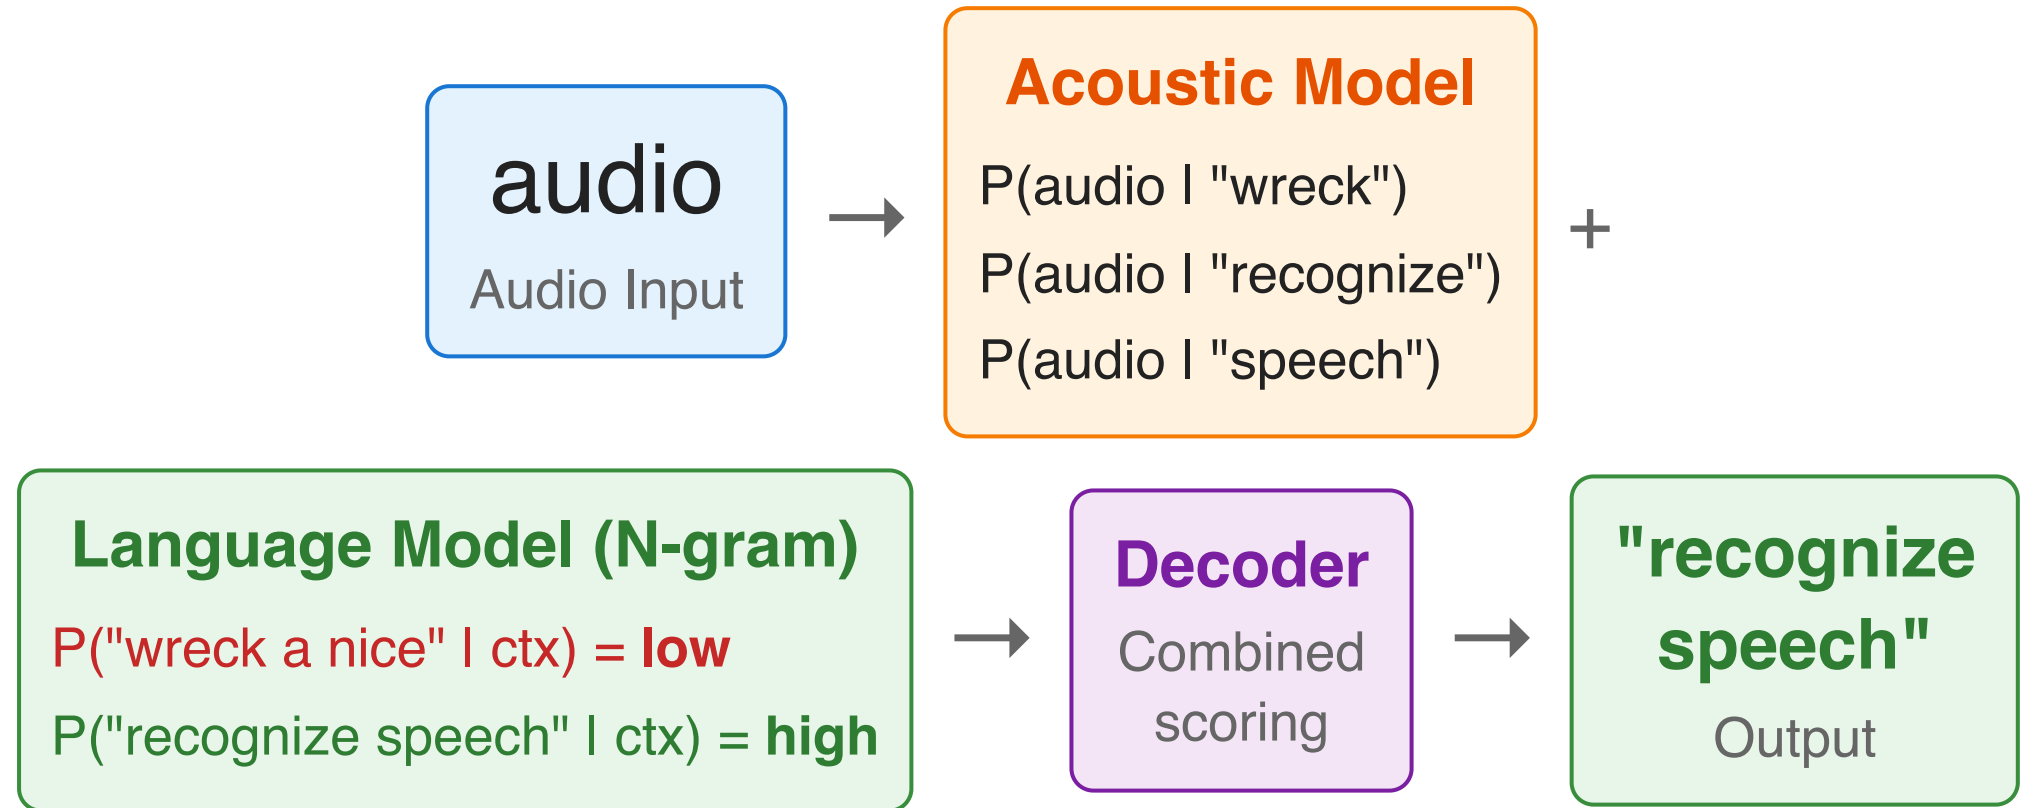 audio
Audio Input
→
Acoustic Model
P(audio | "wreck")
P(audio | "recognize")
P(audio | "speech")
+
Language Model (N-gram)
P("wreck a nice" | ctx) = low
P("recognize speech" | ctx) = high
→
Decoder
Combined
scoring
→
"recognize
speech"
Output